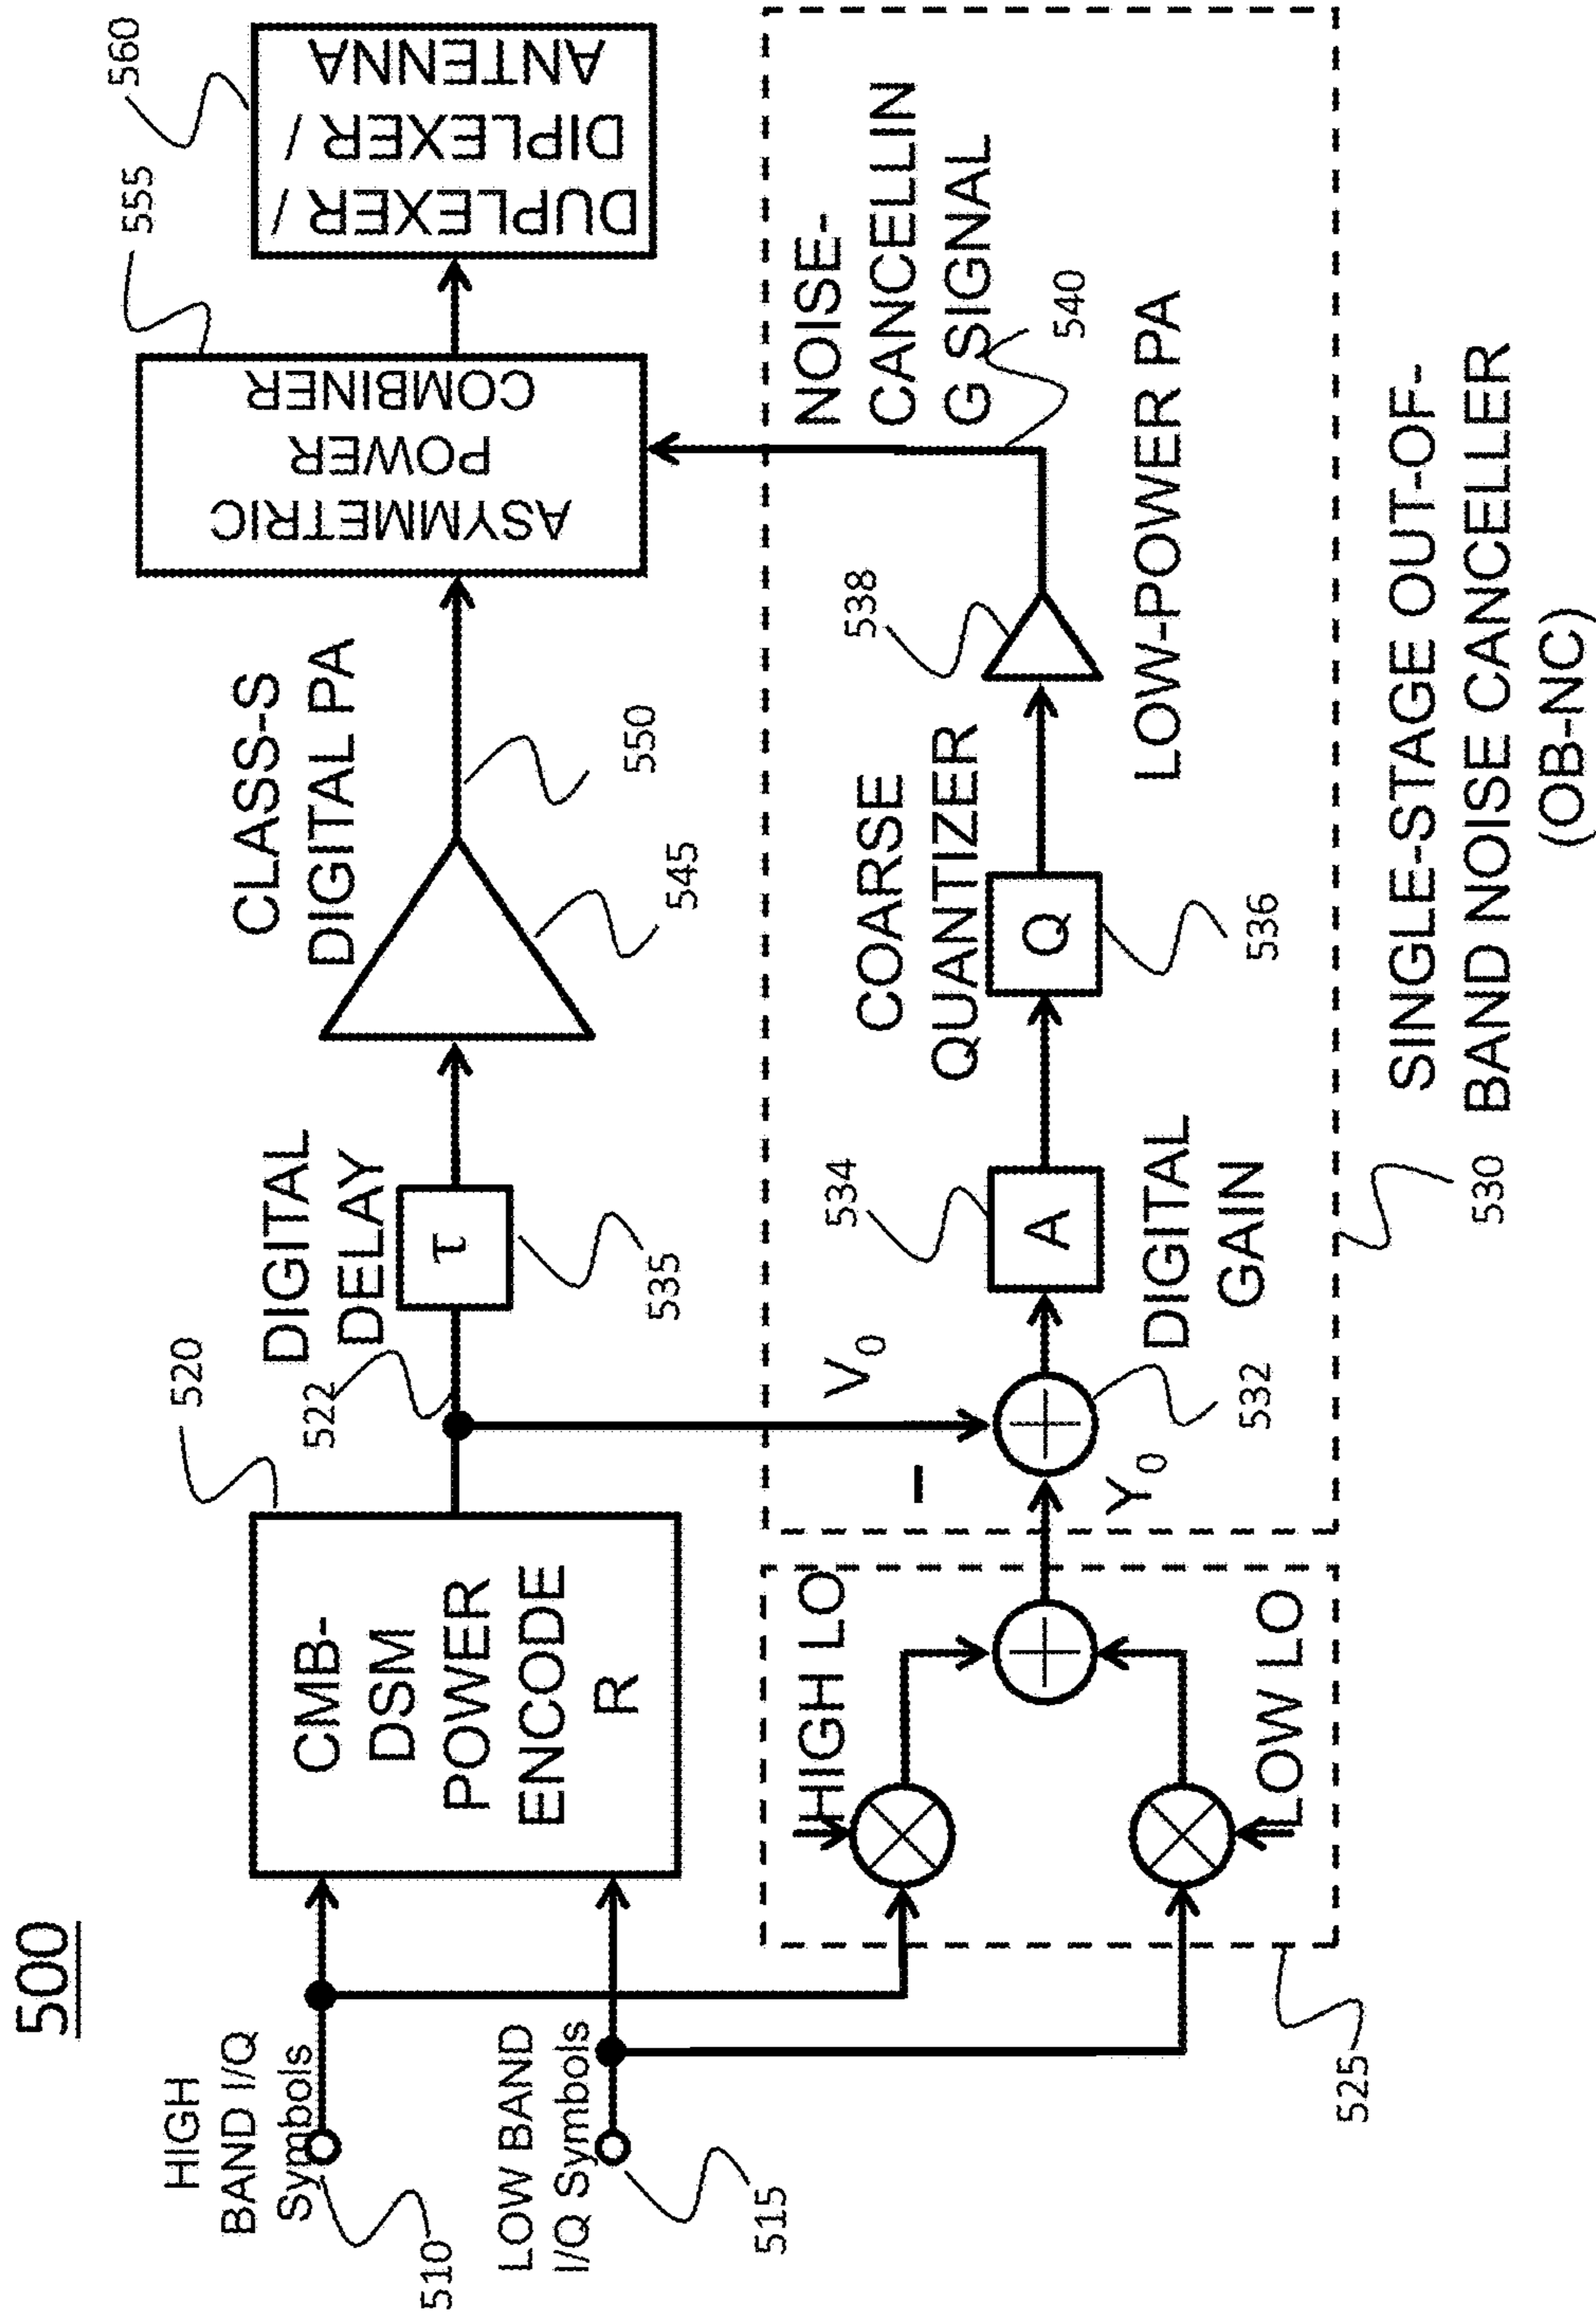 500
HIGH
BAND I/Q
Symbols
510
LOW BAND
I/Q Symbols
515
CMB-
DSM
POWER
ENCODE
R
520
522
DIGITAL
DELAY
τ
535
CLASS-S
DIGITAL PA
545
550
ASYMMETRIC
POWER
COMBINER
555
DUPLEXER /
DIPLEXER /
ANTENNA
560
HIGH LO
LOW LO
525
Y0
V0
–
532
534
A
DIGITAL
GAIN
COARSE
QUANTIZER
Q
536
538
LOW-POWER PA
NOISE-
CANCELLIN
G SIGNAL
540
530
SINGLE-STAGE OUT-OF-
BAND NOISE CANCELLER
(OB-NC)